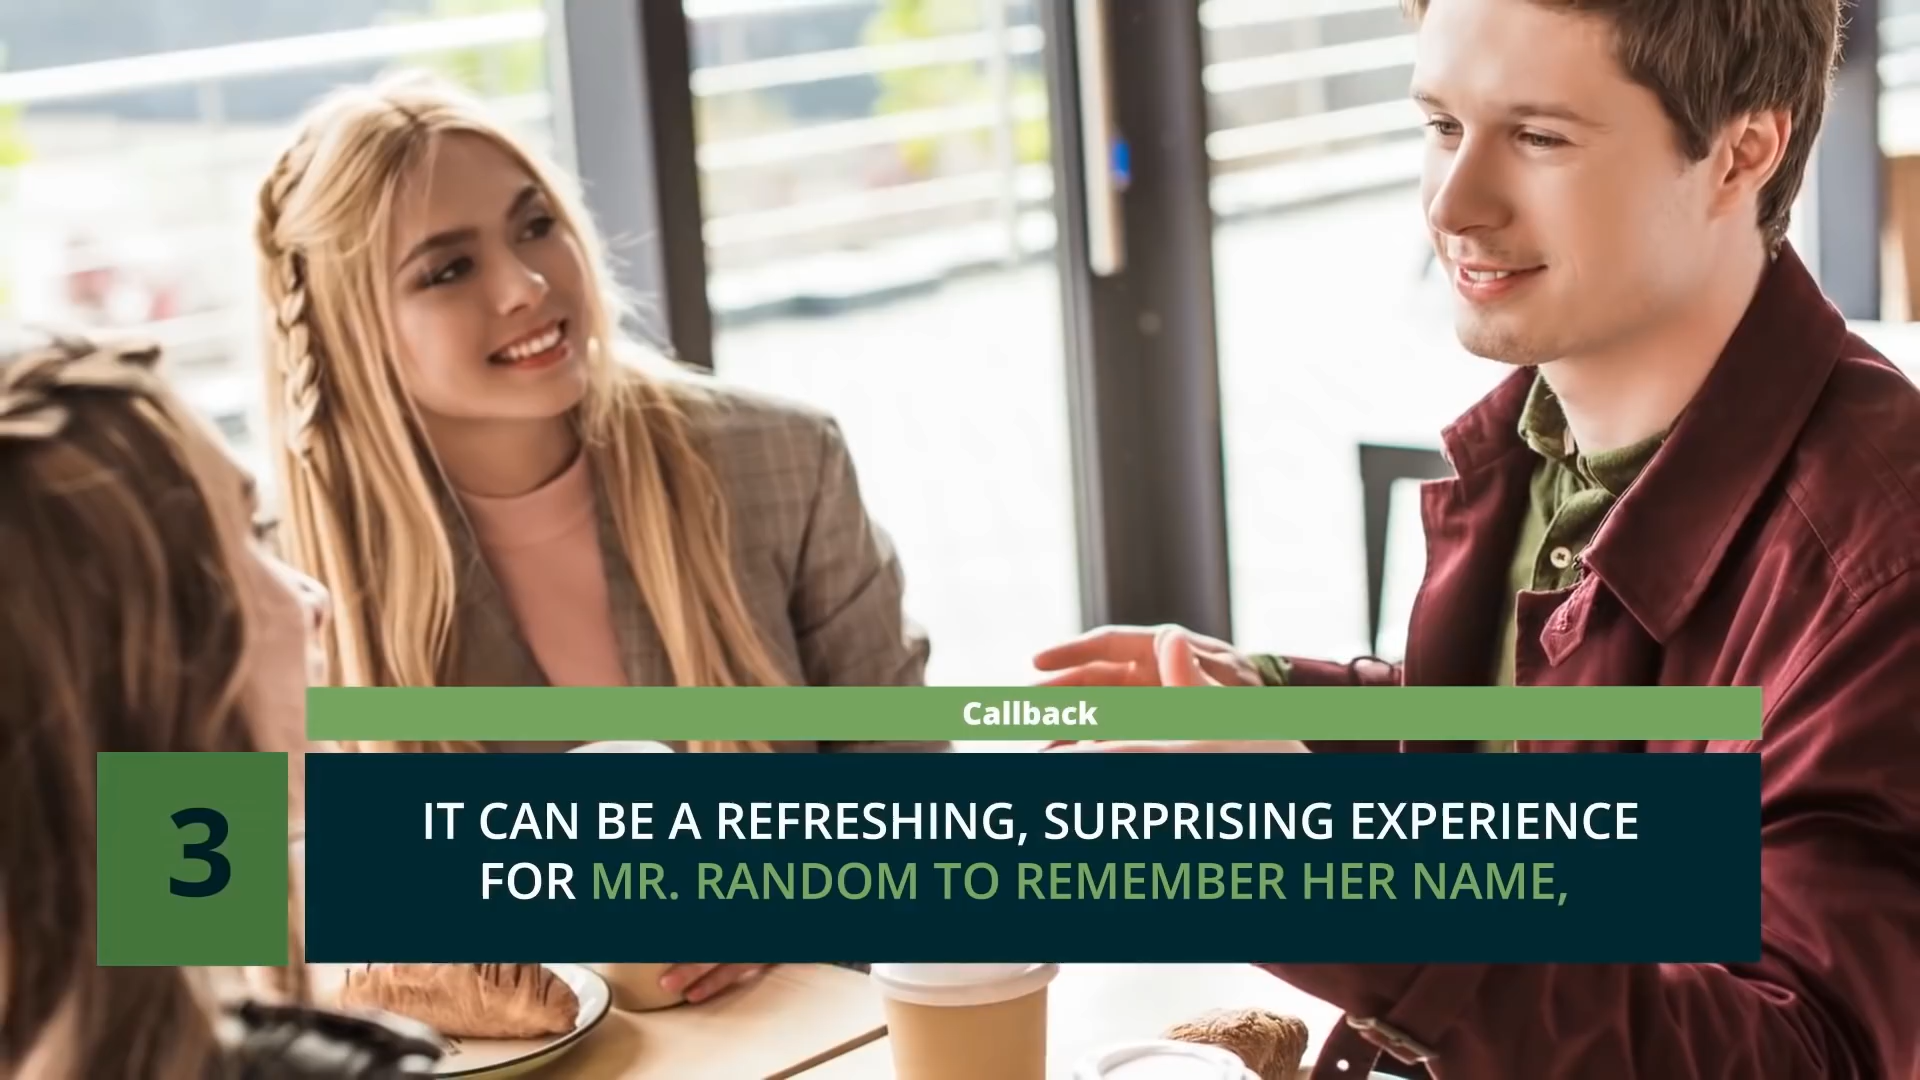 Callback
3
IT CAN BE A REFRESHING, SURPRISING EXPERIENCE
FOR MR. RANDOM TO REMEMBER HER NAME,